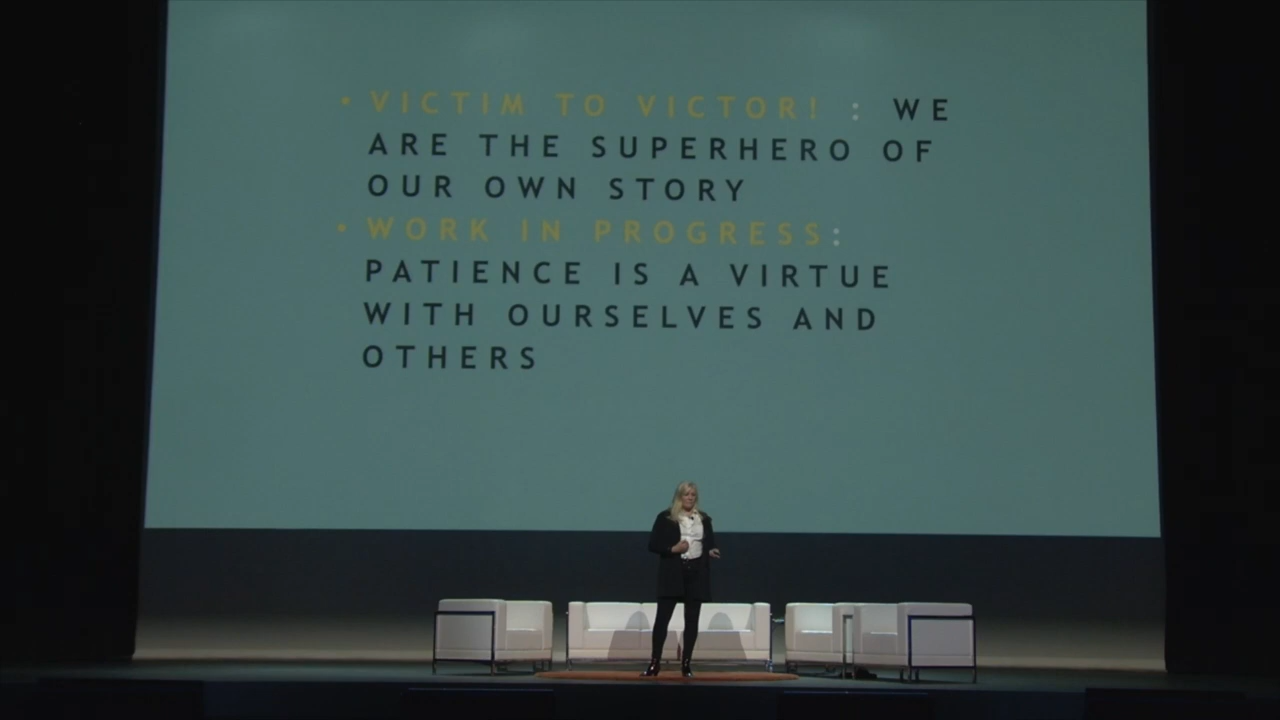 • VICTIM TO VICTOR! : WE
ARE THE SUPERHERO OF
OUR OWN STORY
• WORK IN PROGRESS:
PATIENCE IS A VIRTUE
WITH OURSELVES AND
OTHERS